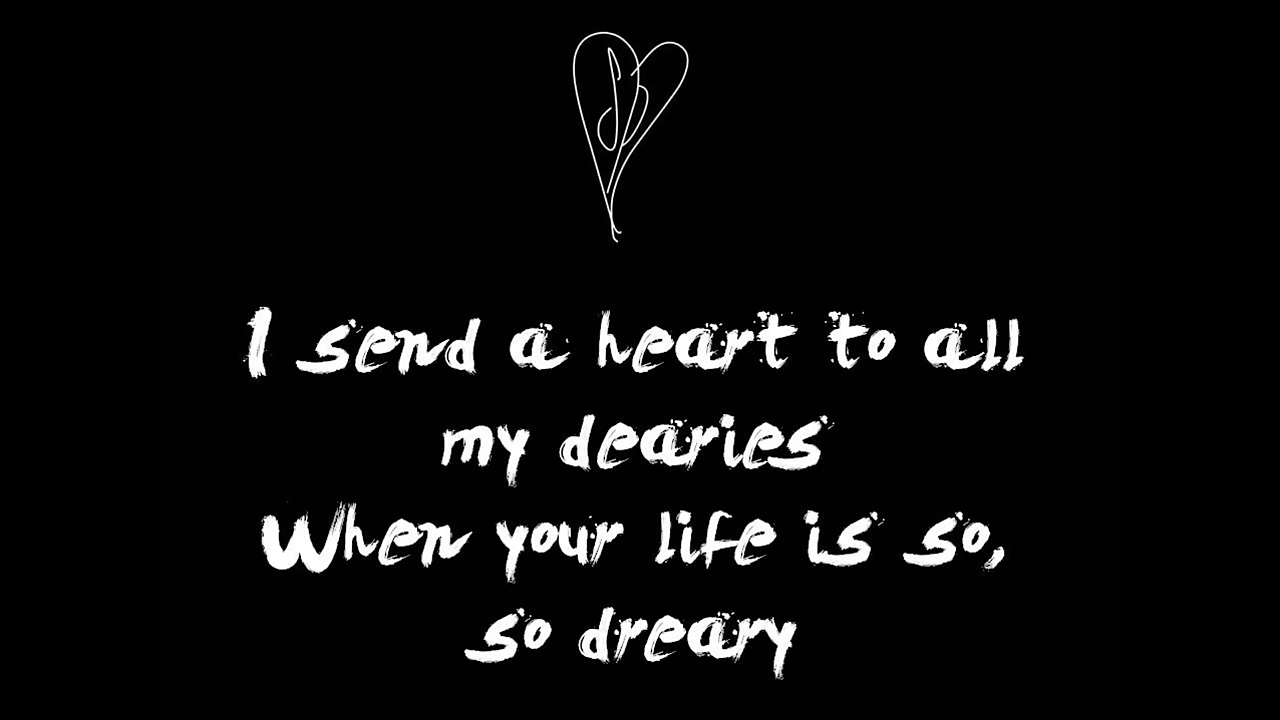 I send a heart to all
my dearies
When your life is so,
so dreary